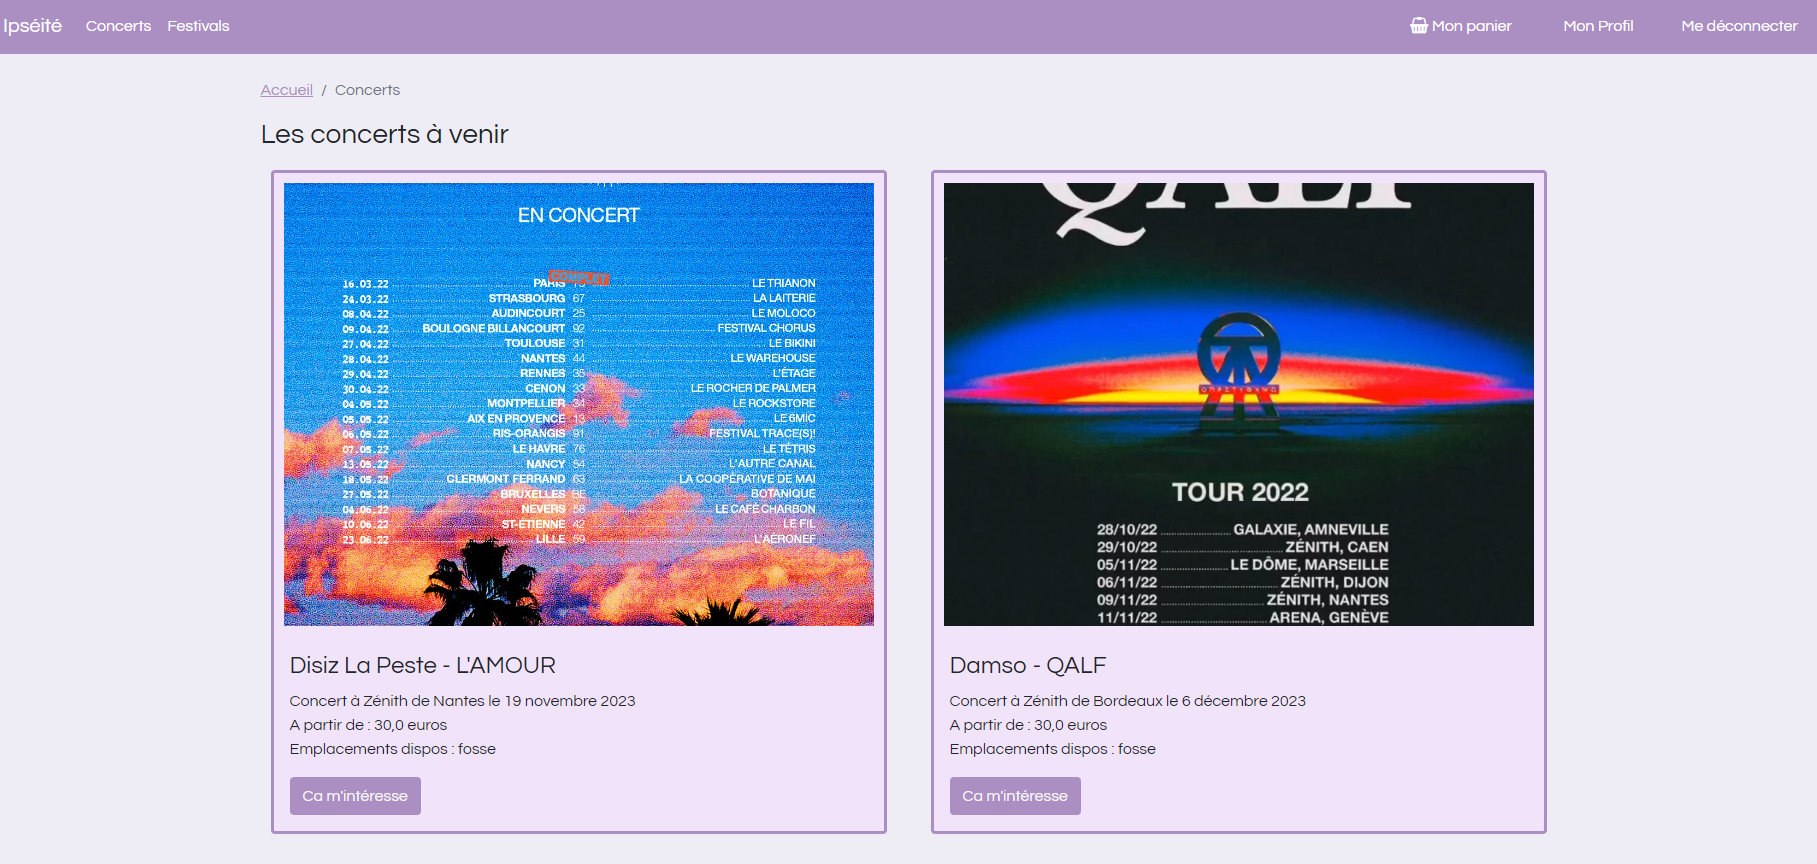 Ipséité Concerts Festivals Mon panier Mon Profil Me déconnecter
Accueil / Concerts
Les concerts à venir
EN CONCERT
COMPLET
16.03.22 PARIS 75 LE TRIANON
24.03.22 STRASBOURG 67 LA LAITERIE
08.04.22 AUDINCOURT 25 LE MOLOCO
09.04.22 BOULOGNE BILLANCOURT 92 FESTIVAL CHORUS
27.04.22 TOULOUSE 31 LE BIKINI
28.04.22 NANTES 44 LE WAREHOUSE
29.04.22 RENNES 35 L'ÉTAGE
30.04.22 CENON 33 LE ROCHER DE PALMER
04.05.22 MONTPELLIER 34 LE ROCKSTORE
05.05.22 AIX EN PROVENCE 13 LE 6MIC
06.05.22 RIS-ORANGIS 91 FESTIVAL TRACE(S)!
07.05.22 LE HAVRE 76 LE TÉTRIS
13.05.22 NANCY 54 L'AUTRE CANAL
18.05.22 CLERMONT FERRAND 63 LA COOPÉRATIVE DE MAI
27.05.22 BRUXELLES BE BOTANIQUE
04.06.22 NEVERS 58 LE CAFÉ CHARBON
10.06.22 ST-ÉTIENNE 42 LE FIL
23.06.22 LILLE 59 L'AÉRONEF
Disiz La Peste - L'AMOUR
Concert à Zénith de Nantes le 19 novembre 2023
A partir de : 30,0 euros
Emplacements dispos : fosse
Ca m'intéresse
QALF
TOUR 2022
28/10/22 GALAXIE, AMNEVILLE
29/10/22 ZÉNITH, CAEN
05/11/22 LE DÔME, MARSEILLE
06/11/22 ZÉNITH, DIJON
09/11/22 ZÉNITH, NANTES
11/11/22 ARENA, GENÈVE
Damso - QALF
Concert à Zénith de Bordeaux le 6 décembre 2023
A partir de : 30,0 euros
Emplacements dispos : fosse
Ca m'intéresse